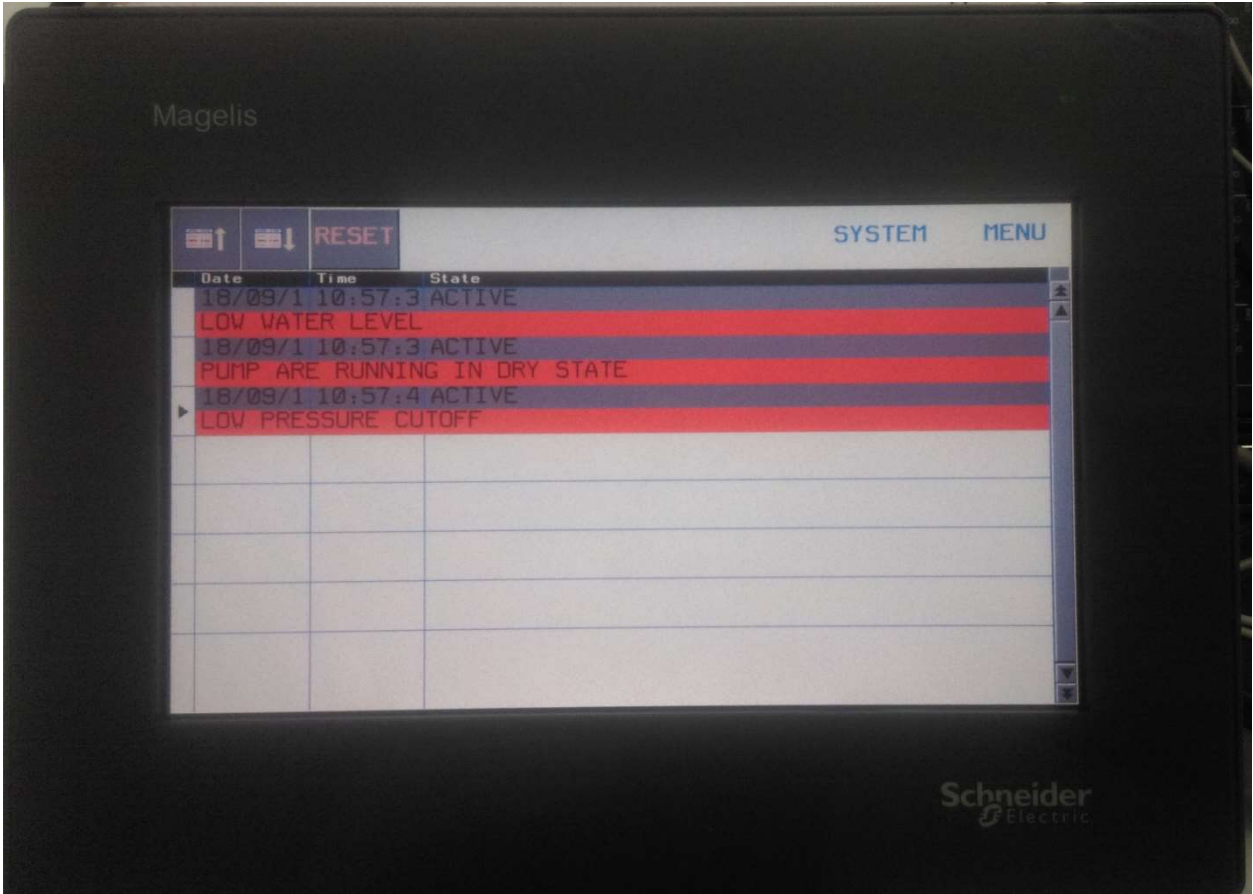 Magelis
RESET SYSTEM MENU
Date Time State
18/09/1 10:57:3 ACTIVE
LOW WATER LEVEL
18/09/1 10:57:3 ACTIVE
PUMP ARE RUNNING IN DRY STATE
18/09/1 10:57:4 ACTIVE
LOW PRESSURE CUTOFF
Schneider
Electric